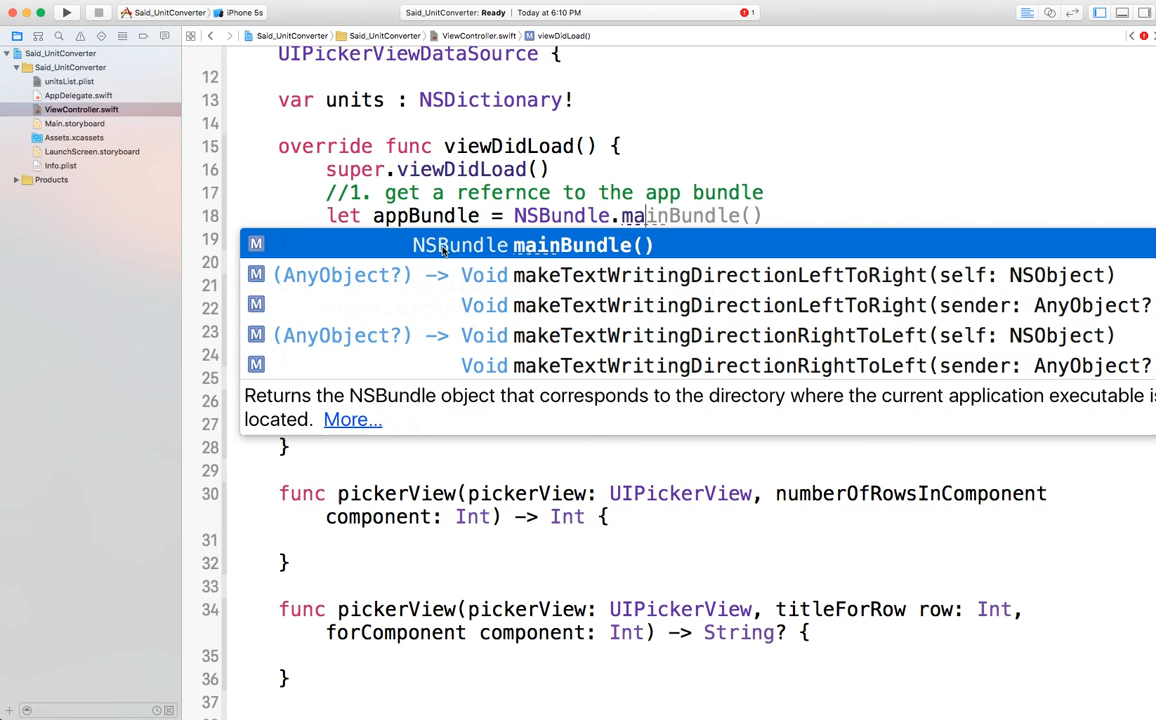 Said_UnitConverter iPhone 5s
Said_UnitConverter: Ready Today at 6:10 PM 1
Said_UnitConverter Said_UnitConverter ViewController.swift viewDidLoad()
Said_UnitConverter
Said_UnitConverter
unitsList.plist
AppDelegate.swift
ViewController.swift
Main.storyboard
Assets.xcassets
LaunchScreen.storyboard
Info.plist
Products
UIPickerViewDataSource {
12
13 var units : NSDictionary!
14
15 override func viewDidLoad() {
16 super.viewDidLoad()
17 //1. get a refernce to the app bundle
18 let appBundle = NSBundle.mainBundle()
19
M NSBundle mainBundle()
20
M (AnyObject?) -> Void makeTextWritingDirectionLeftToRight(self: NSObject)
21
M Void makeTextWritingDirectionLeftToRight(sender: AnyObject?
22
23
M (AnyObject?) -> Void makeTextWritingDirectionRightToLeft(self: NSObject)
24
M Void makeTextWritingDirectionRightToLeft(sender: AnyObject?
25
26 Returns the NSBundle object that corresponds to the directory where the current application executable is
27 located. More...
28 }
29
30 func pickerView(pickerView: UIPickerView, numberOfRowsInComponent
component: Int) -> Int {
31
32 }
33
34 func pickerView(pickerView: UIPickerView, titleForRow row: Int,
forComponent component: Int) -> String? {
35
36 }
37